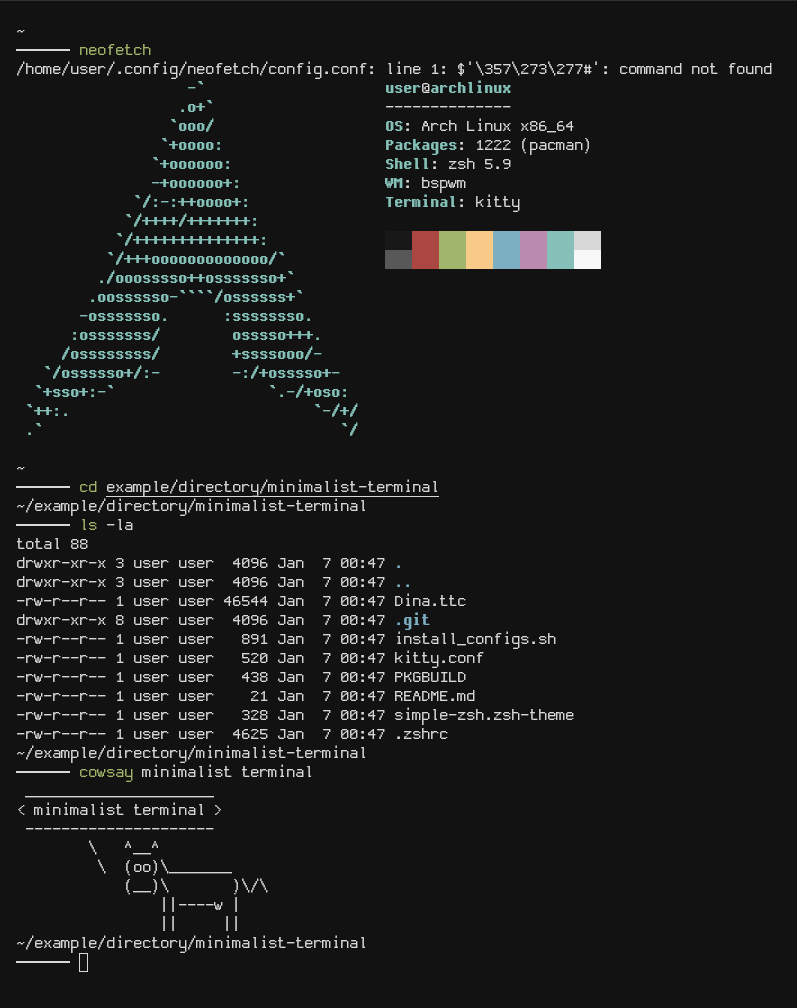 ~
────── neofetch
/home/user/.config/neofetch/config.conf: line 1: $'\357\273\277#': command not found
                   -`                    user@archlinux
                  .o+`                   --------------
                 `ooo/                   OS: Arch Linux x86_64
                `+oooo:                  Packages: 1222 (pacman)
               `+oooooo:                 Shell: zsh 5.9
               -+oooooo+:                WM: bspwm
             `/:-:++oooo+:               Terminal: kitty
            `/++++/+++++++:
           `/++++++++++++++:
          `/+++ooooooooooooo/`
         ./ooosssso++osssssso+`
        .oossssso-````/ossssss+`
       -osssssso.      :ssssssso.
      :osssssss/        osssso+++.
     /ossssssss/        +ssssooo/-
   `/ossssso+/:-        -:/+osssso+-
  `+sso+:-`                 `.-/+oso:
 `++:.                           `-/+/
 .`                                 `/
~
────── cd example/directory/minimalist-terminal
~/example/directory/minimalist-terminal
────── ls -la
total 88
drwxr-xr-x 3 user user  4096 Jan  7 00:47 .
drwxr-xr-x 3 user user  4096 Jan  7 00:47 ..
-rw-r--r-- 1 user user 46544 Jan  7 00:47 Dina.ttc
drwxr-xr-x 8 user user  4096 Jan  7 00:47 .git
-rw-r--r-- 1 user user   891 Jan  7 00:47 install_configs.sh
-rw-r--r-- 1 user user   520 Jan  7 00:47 kitty.conf
-rw-r--r-- 1 user user   438 Jan  7 00:47 PKGBUILD
-rw-r--r-- 1 user user    21 Jan  7 00:47 README.md
-rw-r--r-- 1 user user   328 Jan  7 00:47 simple-zsh.zsh-theme
-rw-r--r-- 1 user user  4625 Jan  7 00:47 .zshrc
~/example/directory/minimalist-terminal
────── cowsay minimalist terminal
 _____________________
< minimalist terminal >
 ---------------------
        \   ^__^
         \  (oo)\_______
            (__)\       )\/\
                ||----w |
                ||     ||
~/example/directory/minimalist-terminal
──────